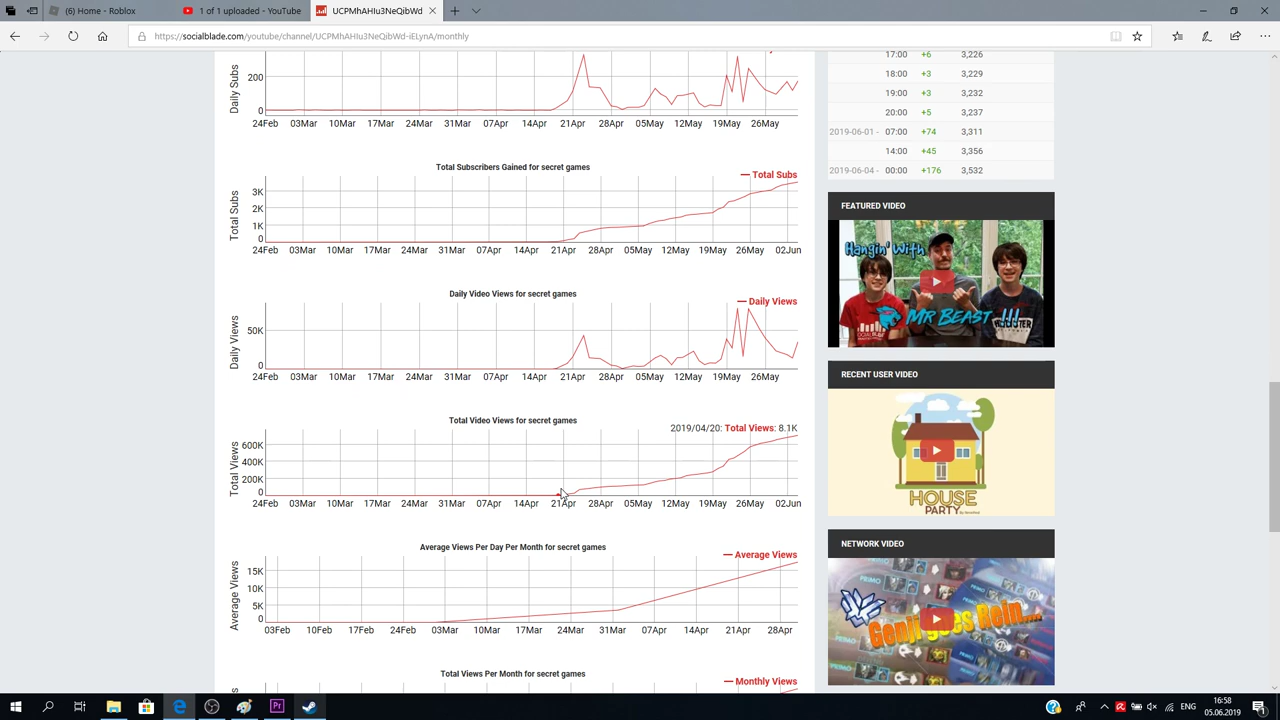 (6) Home - Roblox
1 of 1 uploaded - YouTube
UCPMhAHIu3NeQibWd
https://socialblade.com/youtube/channel/UCPMhAHIu3NeQibWd-iELynA/monthly
Daily Subs
200
0
24Feb 03Mar 10Mar 17Mar 24Mar 31Mar 07Apr 14Apr 21Apr 28Apr 05May 12May 19May 26May
Total Subscribers Gained for secret games
Total Subs
Total Subs
3K
2K
1K
0
24Feb 03Mar 10Mar 17Mar 24Mar 31Mar 07Apr 14Apr 21Apr 28Apr 05May 12May 19May 26May 02Jun
Daily Video Views for secret games
Daily Views
Daily Views
50K
0
24Feb 03Mar 10Mar 17Mar 24Mar 31Mar 07Apr 14Apr 21Apr 28Apr 05May 12May 19May 26May
Total Video Views for secret games
2019/04/20: Total Views: 8.1K
Total Views
600K
400K
200K
0
24Feb 03Mar 10Mar 17Mar 24Mar 31Mar 07Apr 14Apr 21Apr 28Apr 05May 12May 19May 26May 02Jun
Average Views Per Day Per Month for secret games
Average Views
Average Views
15K
10K
5K
0
03Feb 10Feb 17Feb 24Feb 03Mar 10Mar 17Mar 24Mar 31Mar 07Apr 14Apr 21Apr 28Apr
Total Views Per Month for secret games
Monthly Views
17:00 +6 3,226
18:00 +3 3,229
19:00 +3 3,232
20:00 +5 3,237
2019-06-01 - 07:00 +74 3,311
14:00 +45 3,356
2019-06-04 - 00:00 +176 3,532
FEATURED VIDEO
Hangin' With
MR BEAST !!!
HOLLISTER
RECENT USER VIDEO
HOUSE
PARTY
NETWORK VIDEO
PRIMO
Genji goes Rein....
ENG
16:58
05.06.2019